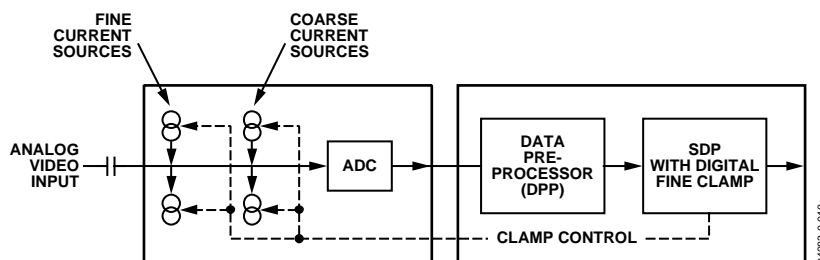 FINE
CURRENT
SOURCES
COARSE
CURRENT
SOURCES
ANALOG
VIDEO
INPUT
ADC
DATA
PRE-
PROCESSOR
(DPP)
SDP
WITH DIGITAL
FINE CLAMP
CLAMP CONTROL